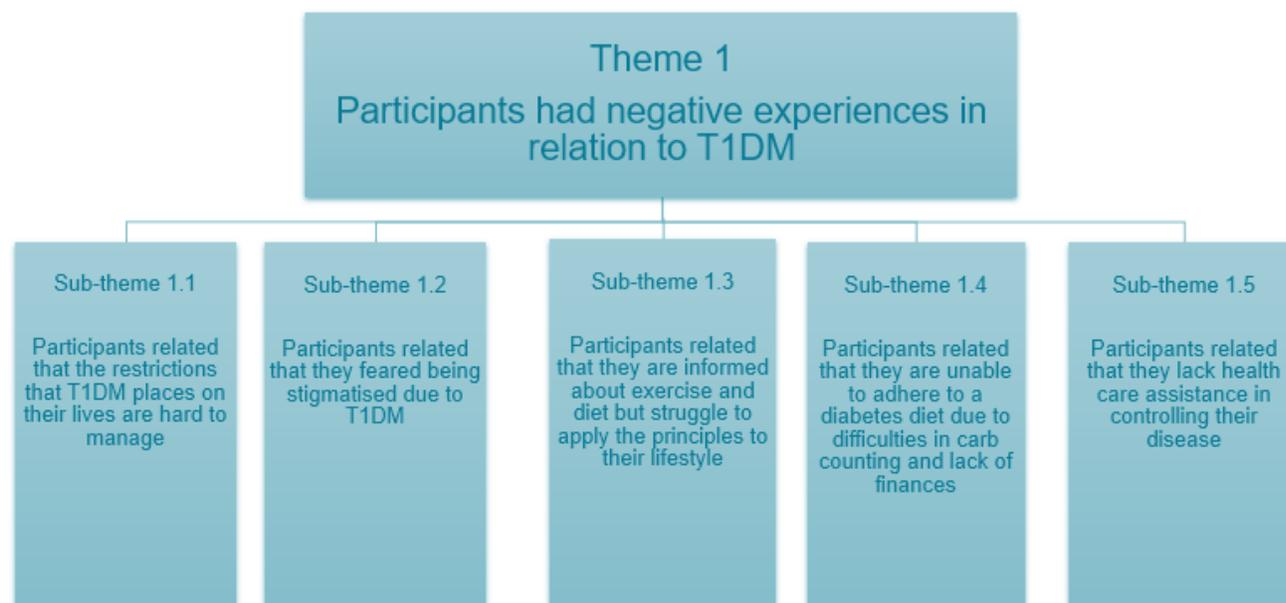 Theme 1
Participants had negative experiences in
relation to T1DM
Sub-theme 1.1
Participants related
that the restrictions
that T1DM places on
their lives are hard to
manage
Sub-theme 1.2
Participants related
that they feared being
stigmatised due to
T1DM
Sub-theme 1.3
Participants related
that they are informed
about exercise and
diet but struggle to
apply the principles to
their lifestyle
Sub-theme 1.4
Participants related
that they are unable
to adhere to a
diabetes diet due to
difficulties in carb
counting and lack of
finances
Sub-theme 1.5
Participants related
that they lack health
care assistance in
controlling their
disease